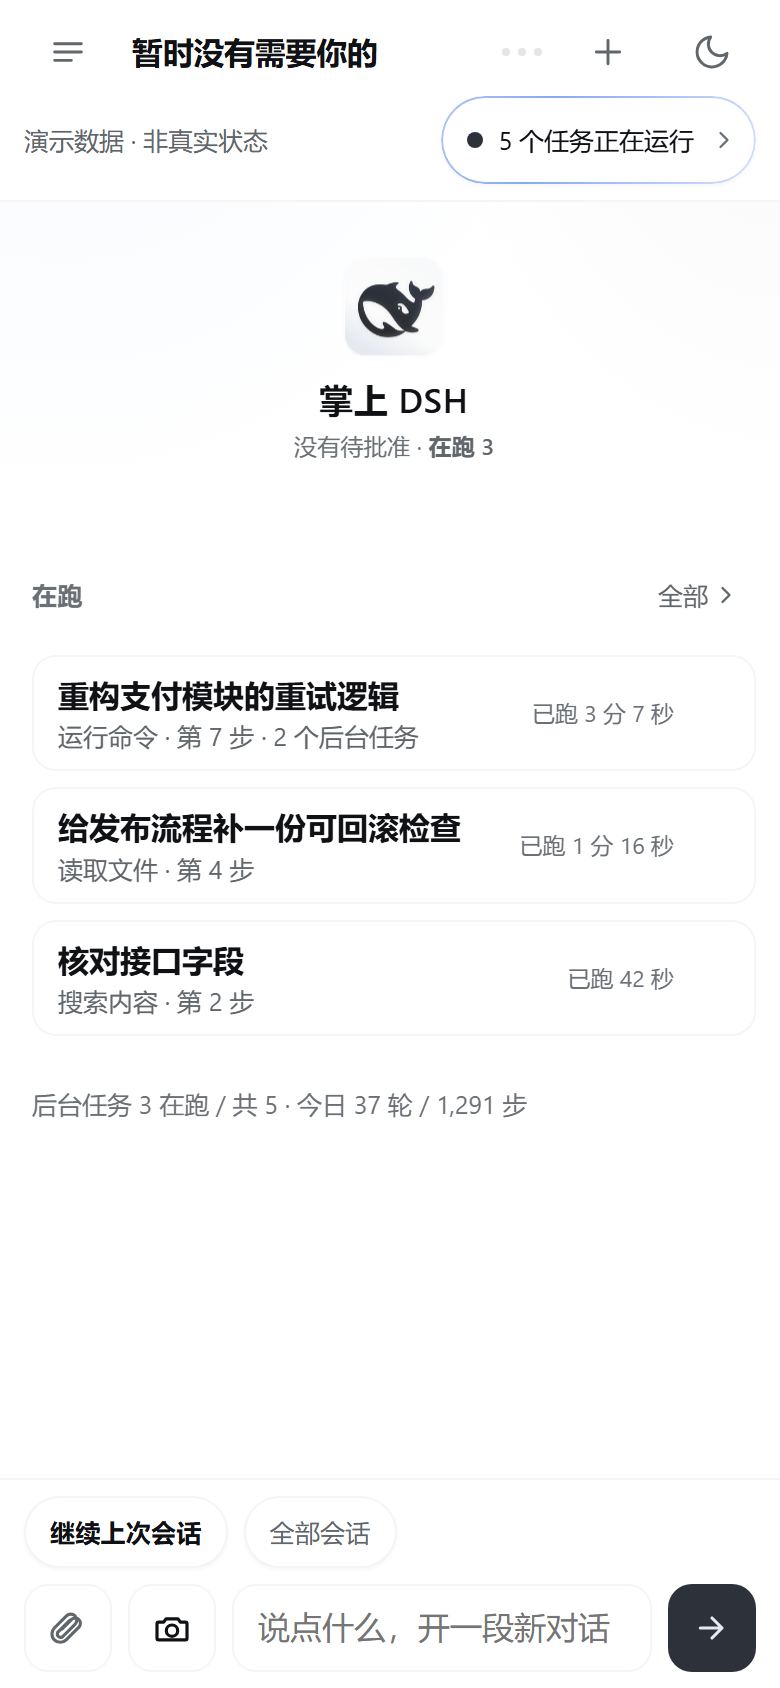 暂时没有需要你的
演示数据 · 非真实状态
5 个任务正在运行
掌上 DSH
没有待批准 · 在跑 3
在跑
全部
重构支付模块的重试逻辑
运行命令 · 第 7 步 · 2 个后台任务
已跑 3 分 7 秒
给发布流程补一份可回滚检查
读取文件 · 第 4 步
已跑 1 分 16 秒
核对接口字段
搜索内容 · 第 2 步
已跑 42 秒
后台任务 3 在跑 / 共 5 · 今日 37 轮 / 1,291 步
继续上次会话
全部会话
说点什么，开一段新对话